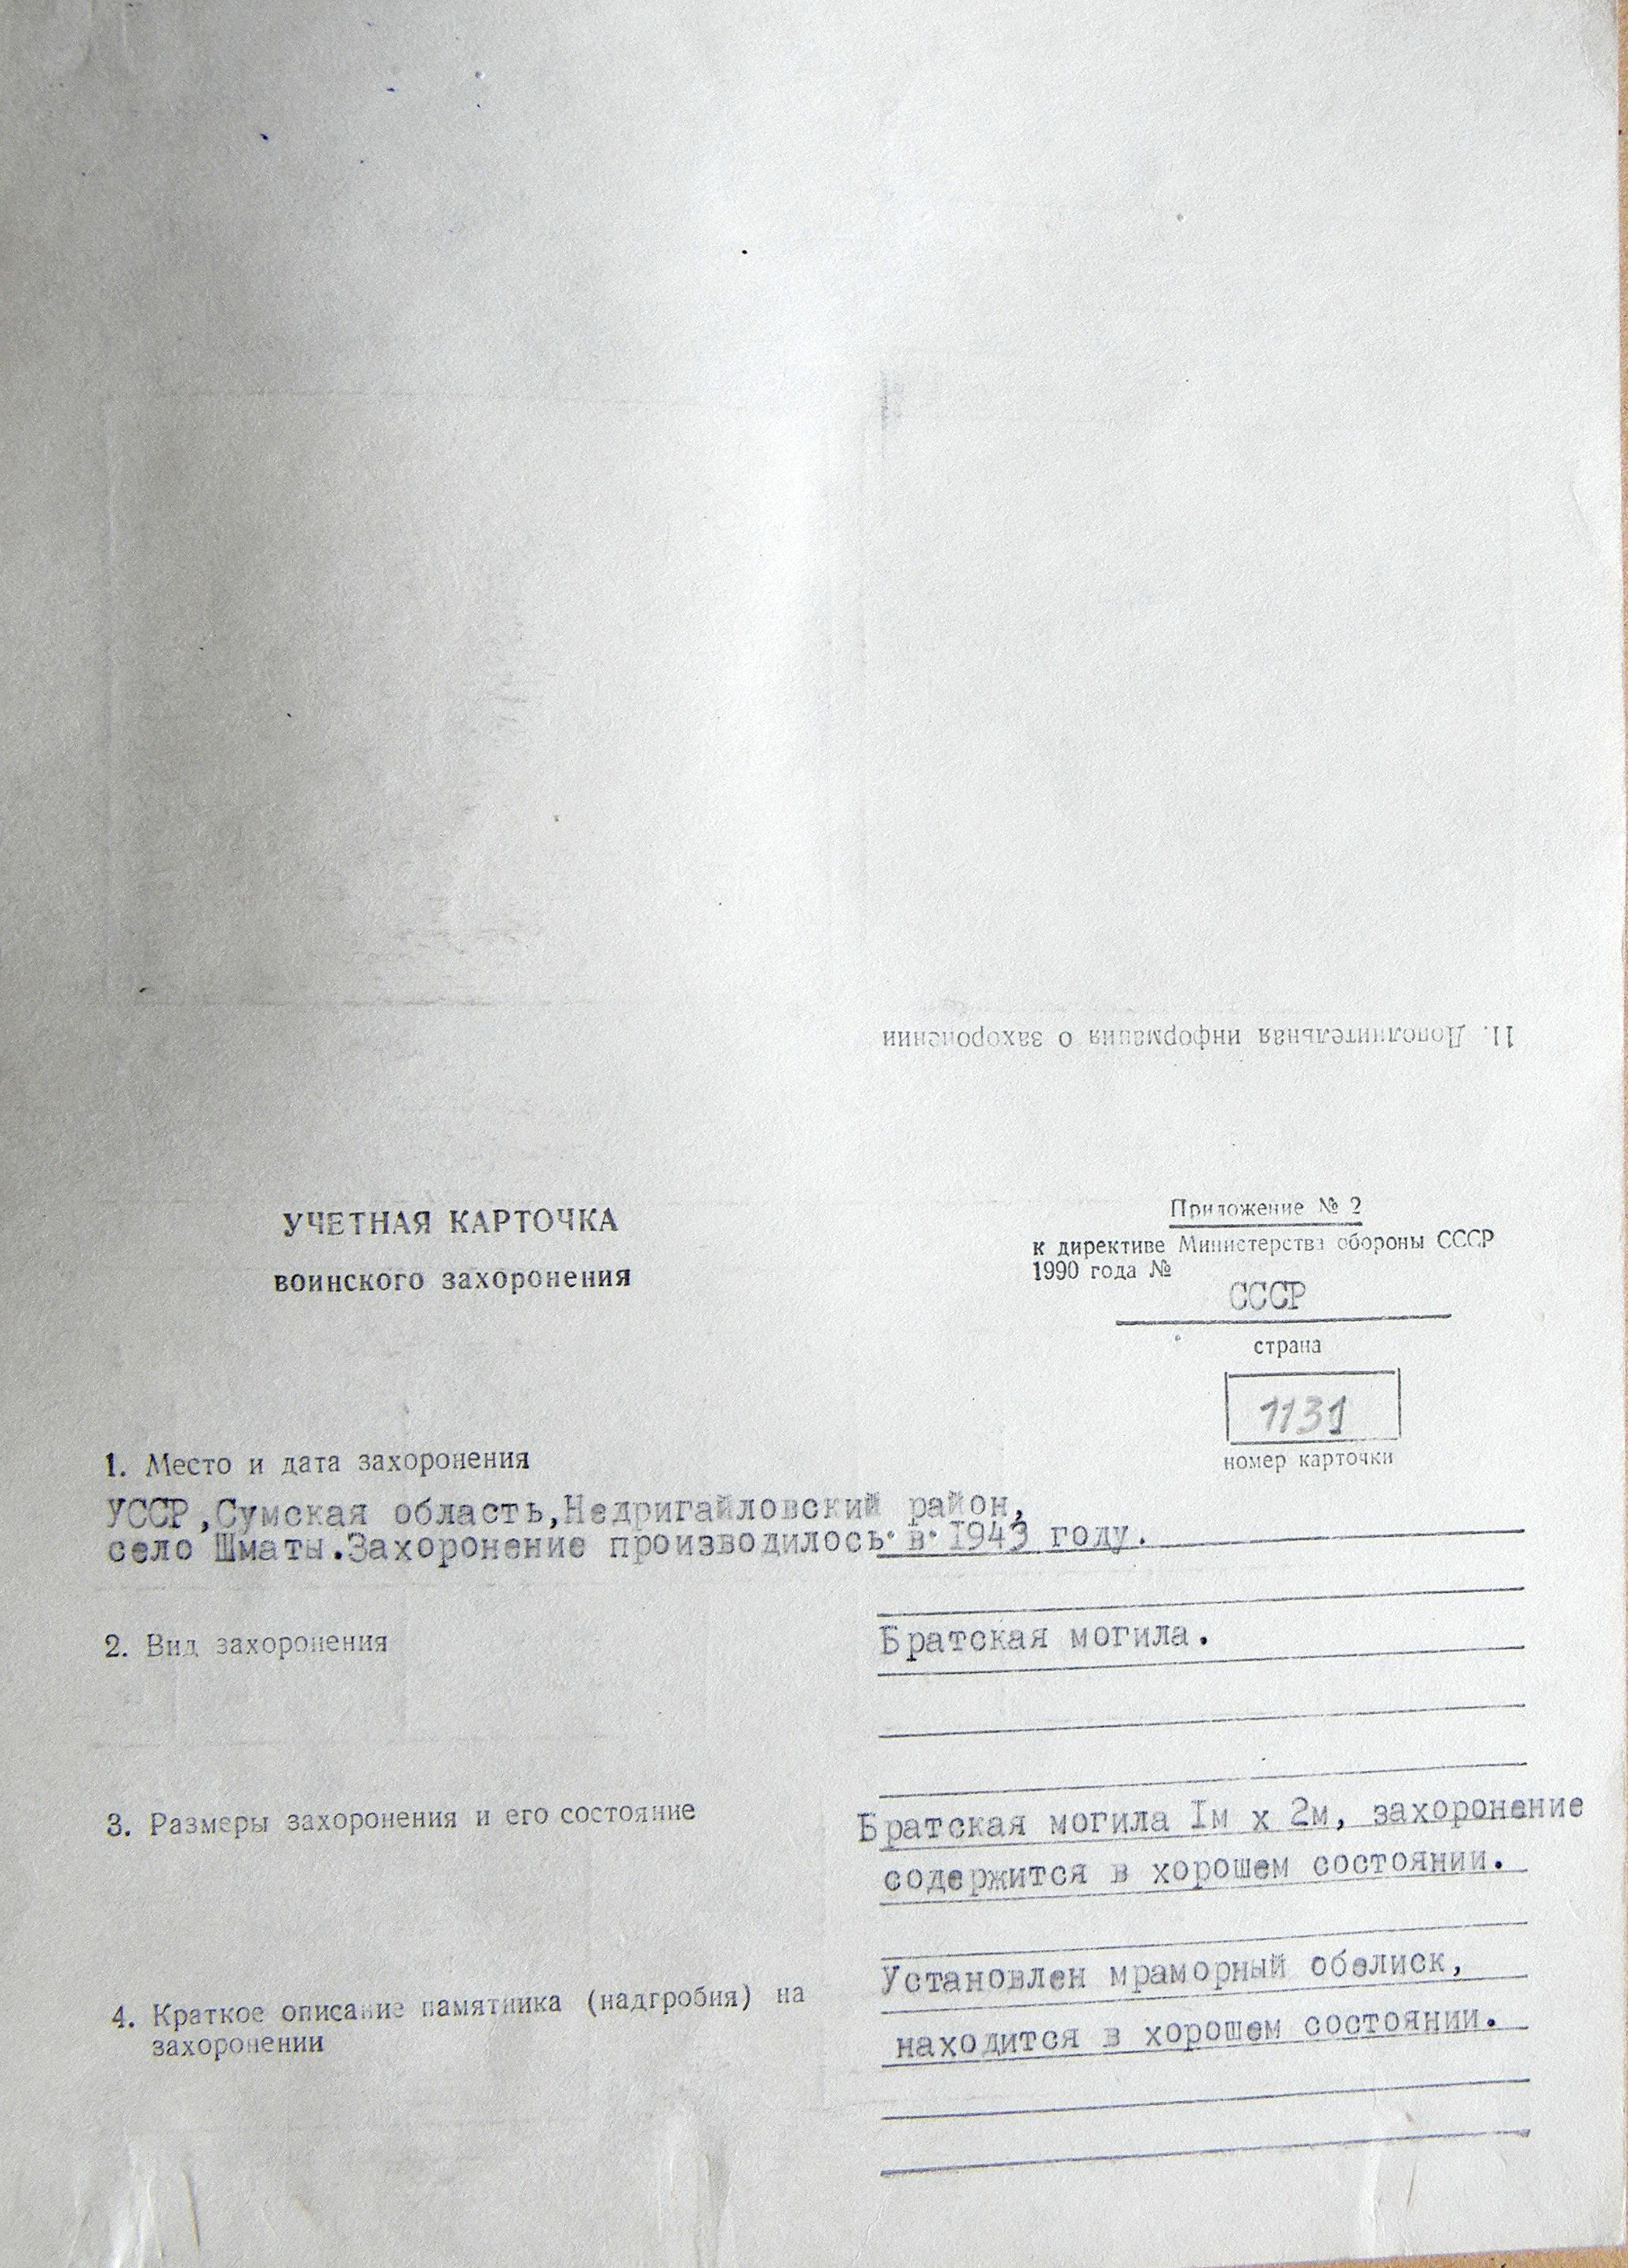 11. Дополнительная информация о захоронении
УЧЕТНАЯ КАРТОЧКА
воинского захоронения
Приложение № 2
к директиве Министерства обороны СССР
1990 года №
СССР
страна
1131
номер карточки
1. Место и дата захоронения
УССР,Сумская область,Недригайловский район,
село Шматы.Захоронение производилось в 1943 году.
2. Вид захоронения
Братская могила.
3. Размеры захоронения и его состояние
Братская могила Iм х 2м, захоронение
содержится в хорошем состоянии.
4. Краткое описание памятника (надгробия) на
захоронении
Установлен мраморный обелиск,
находится в хорошем состоянии.